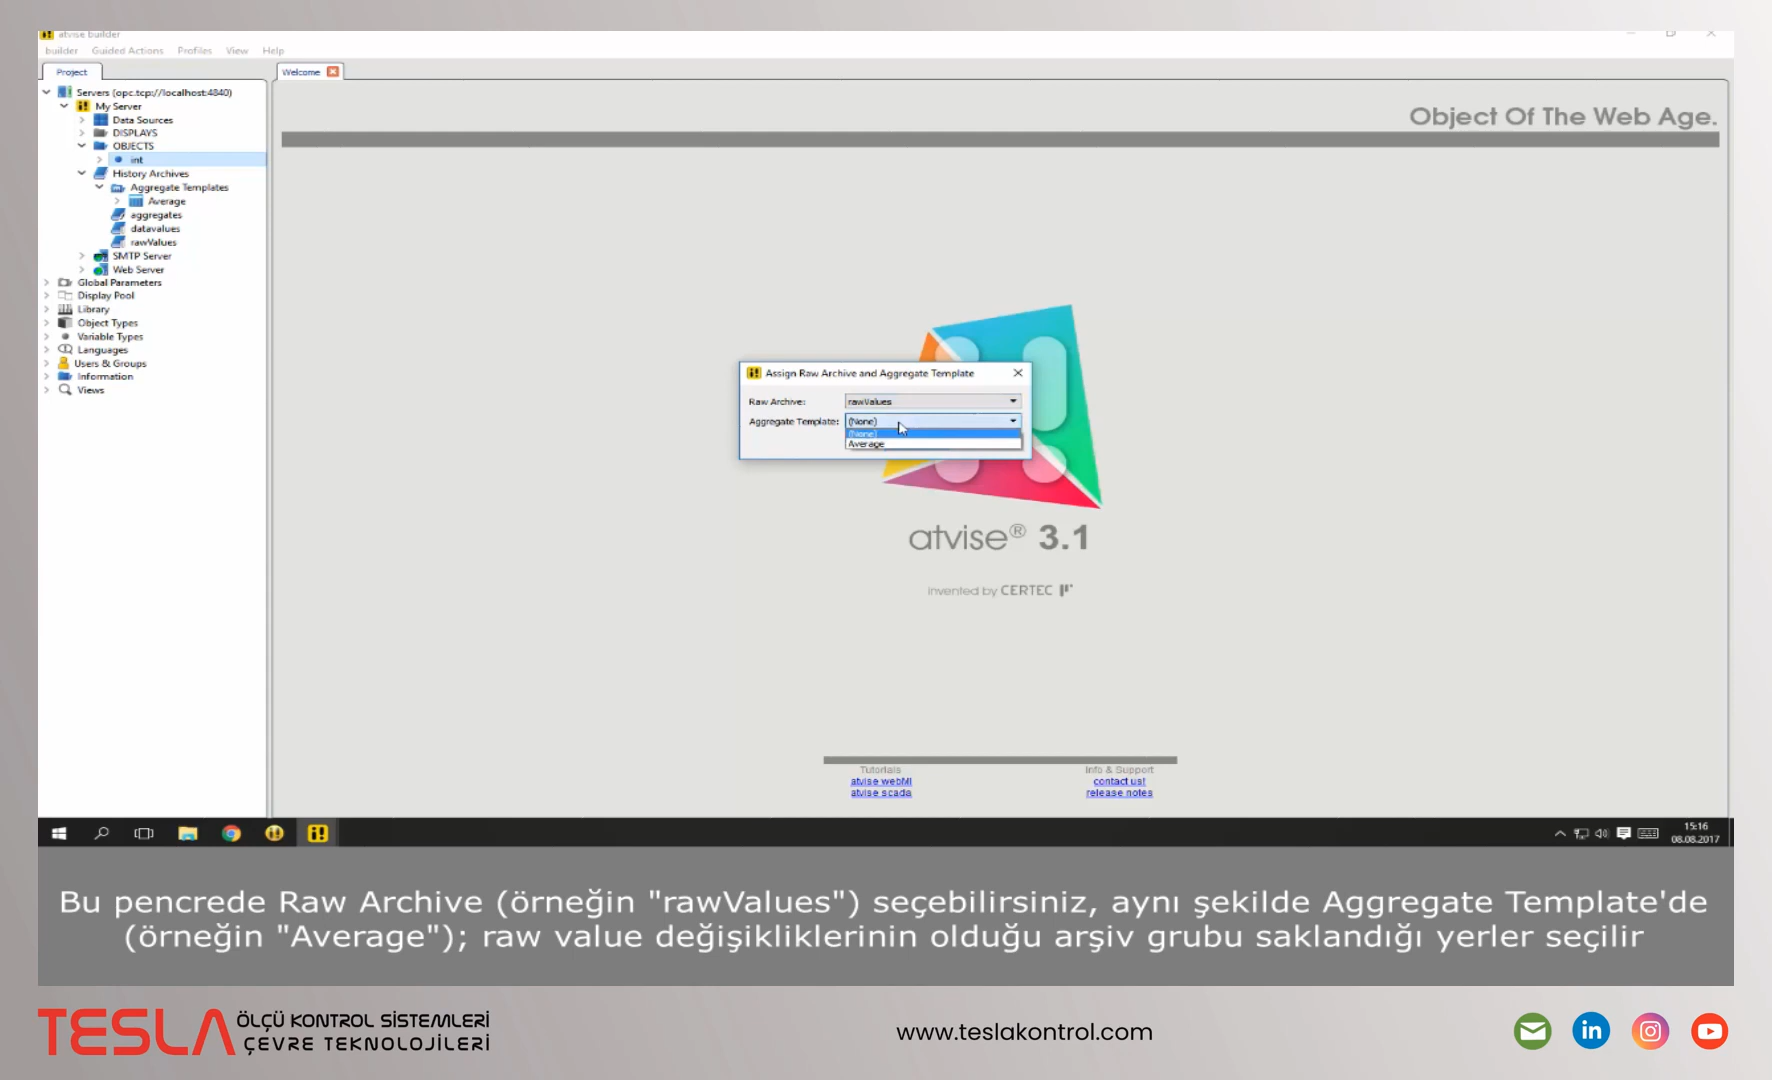 atvise builder
builder Guided Actions Profiles View Help
Project
Welcome
Servers (opc.tcp://localhost:4840)
My Server
Data Sources
DISPLAYS
OBJECTS
int
History Archives
Aggregate Templates
Average
aggregates
datavalues
rawValues
SMTP Server
Web Server
Global Parameters
Display Pool
Library
Object Types
Variable Types
Languages
Users & Groups
Information
Views
Object Of The Web Age.
Assign Raw Archive and Aggregate Template
Raw Archive: rawValues
Aggregate Template: (None)
(None)
Average
atvise® 3.1
invented by CERTEC
Tutorials
atvise webMI
atvise scada
Info & Support
contact us!
release notes
15:16
08.08.2017
Bu pencrede Raw Archive (örneğin "rawValues") seçebilirsiniz, aynı şekilde Aggregate Template'de
(örneğin "Average"); raw value değişikliklerinin olduğu arşiv grubu saklandığı yerler seçilir
TESLA
ÖLÇÜ KONTROL SİSTEMLERİ
ÇEVRE TEKNOLOJİLERİ
www.teslakontrol.com
in